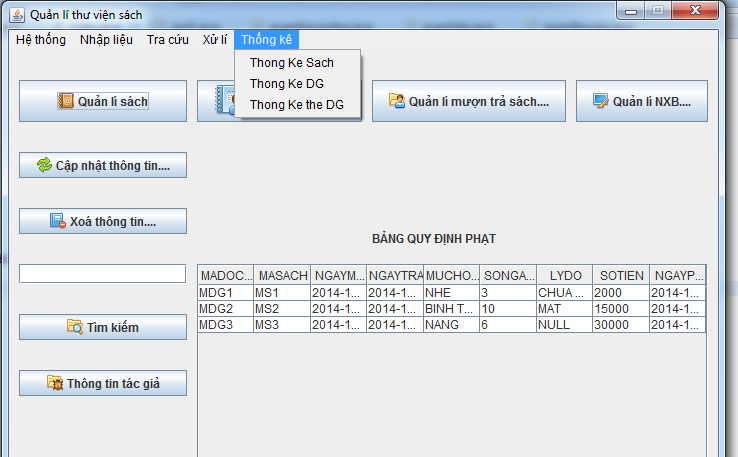 Quản lí thư viện sách
Hệ thống Nhập liệu Tra cứu Xử lí Thống kê
Thong Ke Sach
Thong Ke DG
Thong Ke the DG
Quản lí sách Quản lí mượn trả sách.... Quản lí NXB....
Cập nhật thông tin....
Xoá thông tin....
BẢNG QUY ĐỊNH PHẠT
MADOC... MASACH NGAYM... NGAYTRA MUCHO... SONGA... LYDO SOTIEN NGAYP...
MDG1 MS1 2014-1... 2014-1... NHE 3 CHUA ... 2000 2014-1...
MDG2 MS2 2014-1... 2014-1... BINH T... 10 MAT 15000 2014-1...
MDG3 MS3 2014-1... 2014-1... NANG 6 NULL 30000 2014-1...
Tìm kiếm
Thông tin tác giả